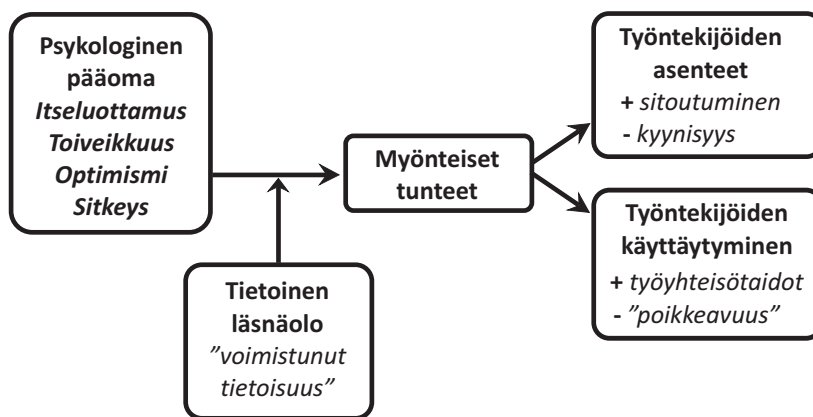 Psykologinen
pääoma
Itseluottamus
Toiveikkuus
Optimismi
Sitkeys
Tietoinen
läsnäolo
”voimistunut
tietoisuus”
Myönteiset
tunteet
Työntekijöiden
asenteet
+ sitoutuminen
- kyynisyys
Työntekijöiden
käyttäytyminen
+ työyhteisötaidot
- ”poikkeavuus”